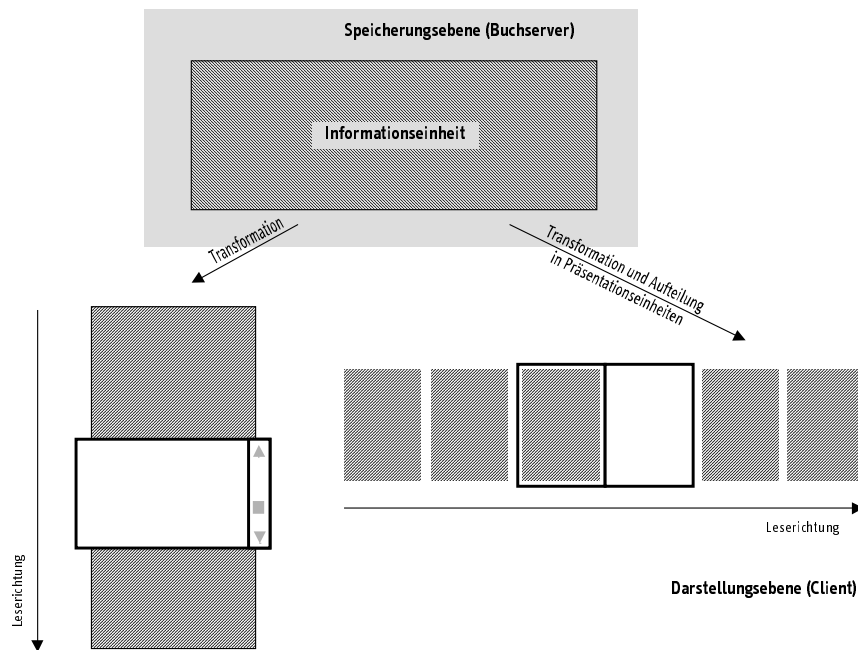 Speicherungsebene (Buchserver)
Informationseinheit
Transformation
Transformation und Aufteilung
in Präsentationseinheiten
Leserichtung
Leserichtung
Darstellungsebene (Client)